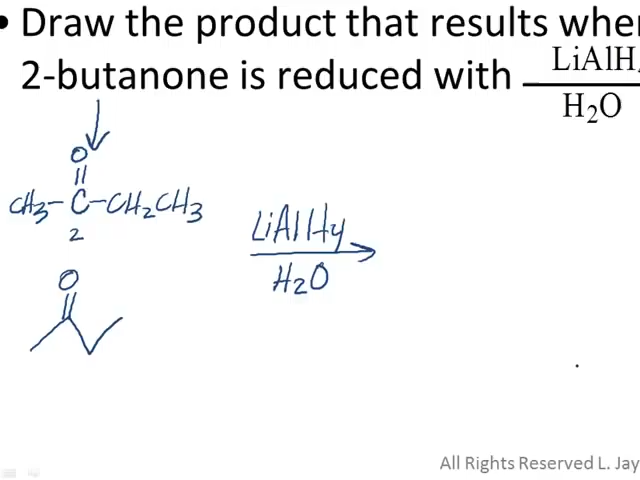 • Draw the product that results when
2-butanone is reduced with LiAlH
H₂O
O
CH₃-C-CH₂CH₃
2
LiAlH4
H₂O
O
All Rights Reserved L. Jay